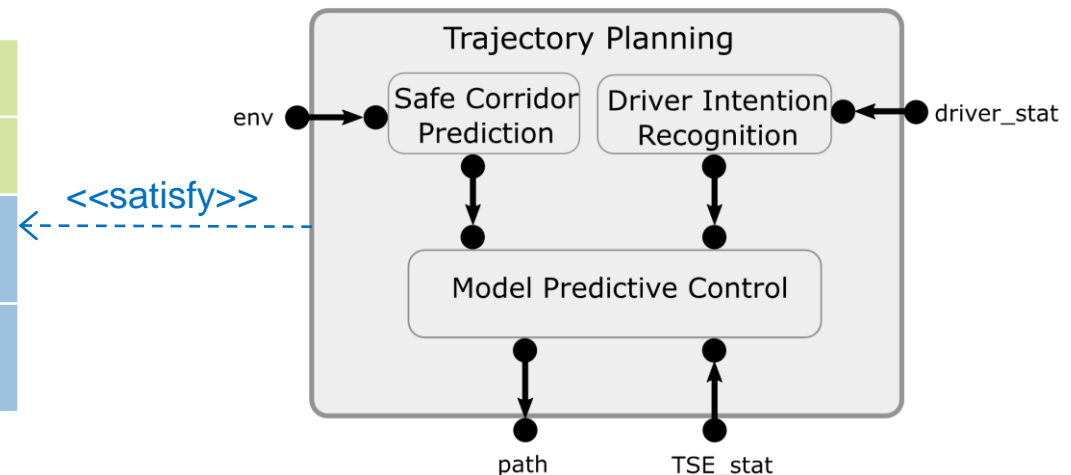 Trajectory Planning
Safe Corridor
Prediction
Driver Intention
Recognition
env
driver_stat
<<satisfy>>
Model Predictive Control
path
TSE_stat